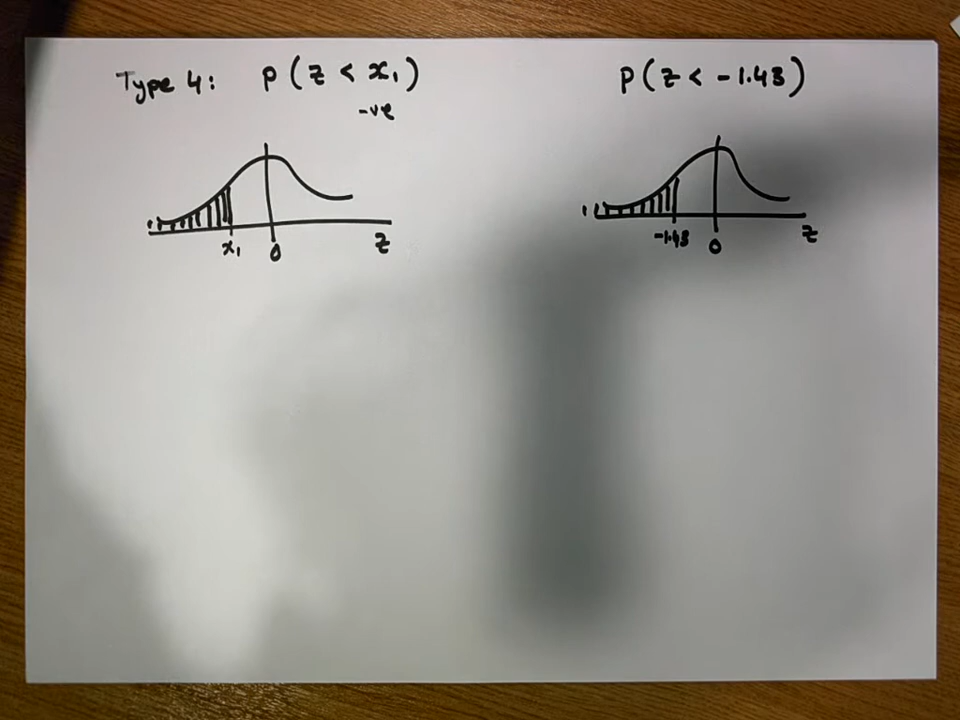 Type 4: P(Z < x₁)
-ve
x₁ 0 Z
P(Z < -1.43)
-1.43 0 Z